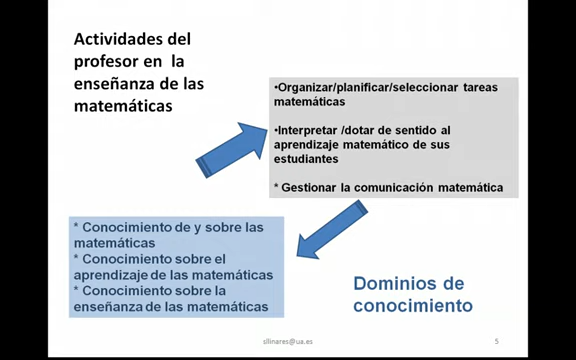 Actividades del
profesor en la
enseñanza de las
matemáticas
•Organizar/planificar/seleccionar tareas
matemáticas
•Interpretar /dotar de sentido al
aprendizaje matemático de sus
estudiantes
* Gestionar la comunicación matemática
* Conocimiento de y sobre las
matemáticas
* Conocimiento sobre el
aprendizaje de las matemáticas
* Conocimiento sobre la
enseñanza de las matemáticas
Dominios de
conocimiento
sllinares@ua.es
5